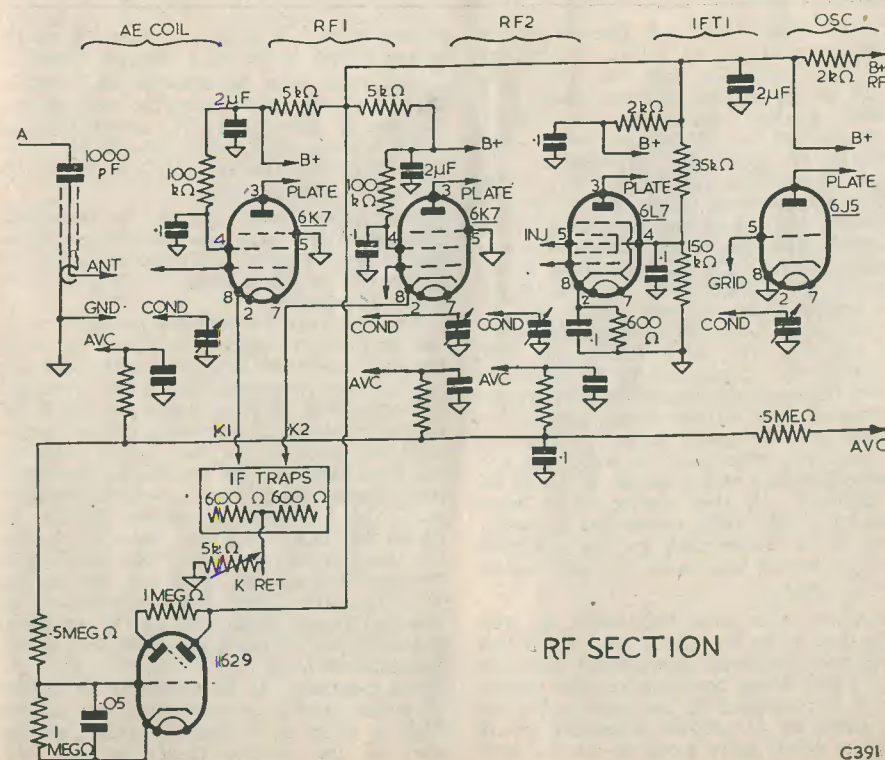 AE COIL
RF1
RF2
IFT1
OSC
2µF
5kΩ
5kΩ
2kΩ
2µF
2kΩ
B+
RF
A
1000
pF
100
kΩ
B+
3
PLATE
6K7
·1
4
5
8
2
7
100
kΩ
2µF
B+
3
PLATE
6K7
·1
4
5
8
2
7
·1
B+
3
PLATE
6L7
INJ
5
4
8
2
7
·1
600
Ω
35kΩ
150
kΩ
·1
B+
3
PLATE
6J5
5
GRID
8
2
7
ANT
GND
COND
AVC
COND
COND
COND
AVC
AVC
K1
K2
·1
·5MEΩ
AVC
IF TRAPS
600 Ω
600 Ω
5kΩ
K RET
1MEGΩ
·5MEGΩ
1629
·05
1
MEGΩ
RF SECTION
C391